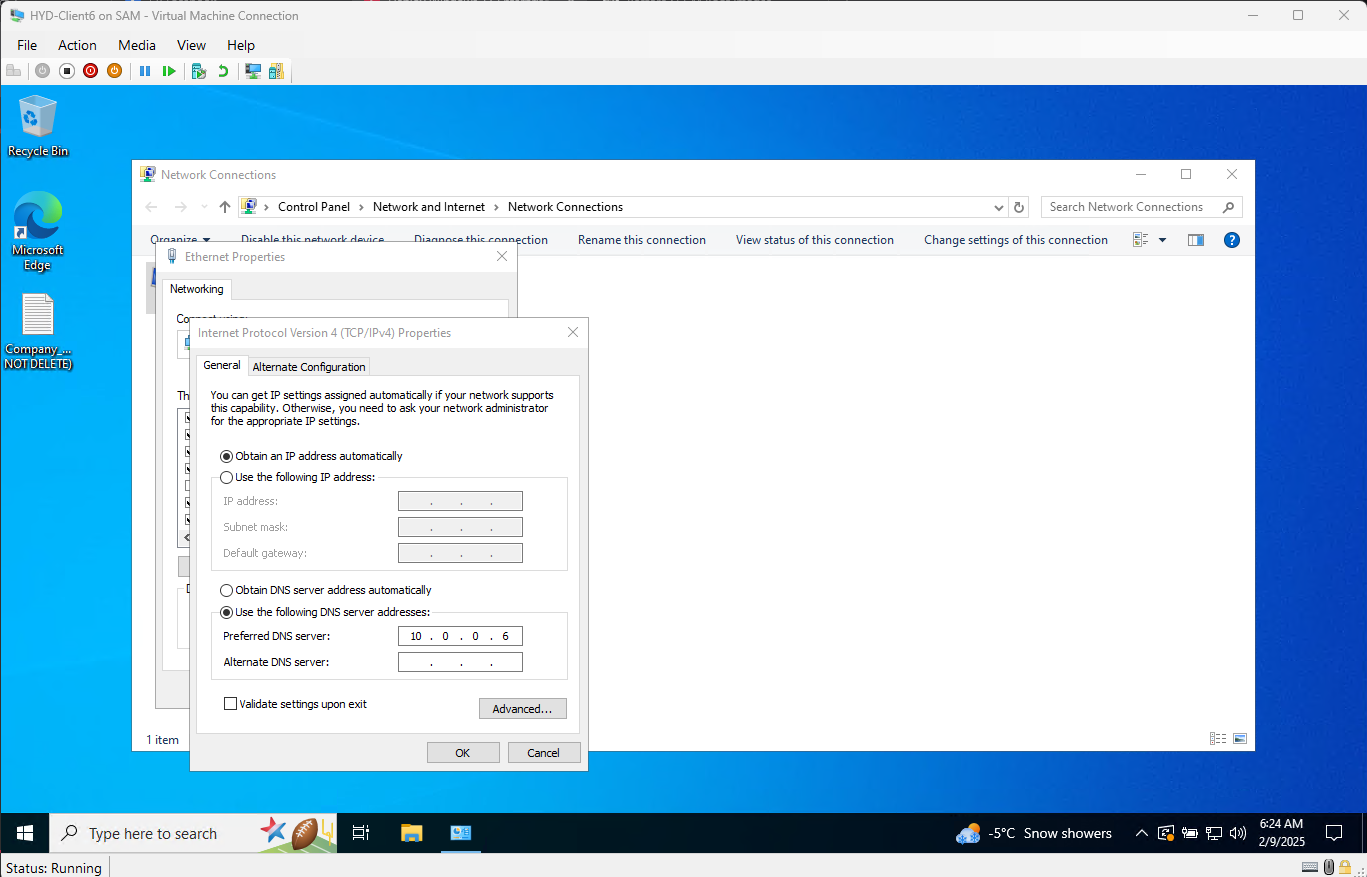 HYD-Client6 on SAM - Virtual Machine Connection
File Action Media View Help
Recycle Bin
Microsoft
Edge
Company_...
NOT DELETE)
Network Connections
Control Panel > Network and Internet > Network Connections
Search Network Connections
Organize Disable this network device Diagnose this connection Rename this connection View status of this connection Change settings of this connection
Ethernet Properties
Networking
Connect using:
Internet Protocol Version 4 (TCP/IPv4) Properties
General Alternate Configuration
Th
You can get IP settings assigned automatically if your network supports
this capability. Otherwise, you need to ask your network administrator
for the appropriate IP settings.
Obtain an IP address automatically
Use the following IP address:
IP address: . . .
Subnet mask: . . .
Default gateway: . . .
Obtain DNS server address automatically
Use the following DNS server addresses:
Preferred DNS server: 10 . 0 . 0 . 6
Alternate DNS server: . . .
Validate settings upon exit
Advanced...
OK Cancel
1 item
Type here to search
-5°C Snow showers
6:24 AM
2/9/2025
Status: Running